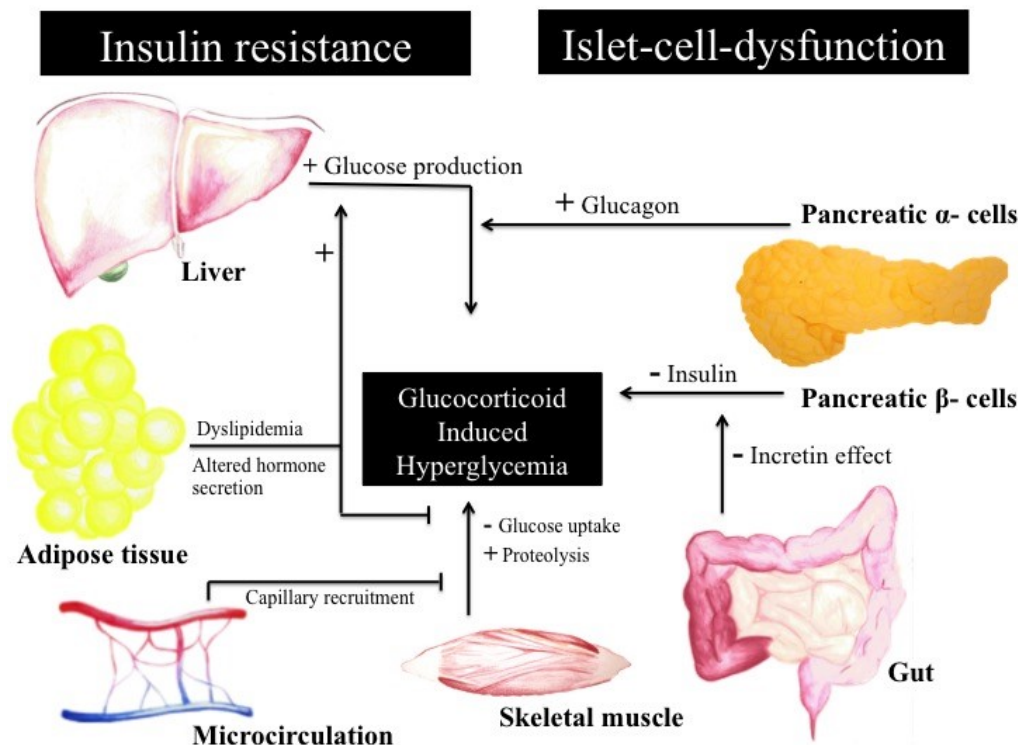 Insulin resistance
Islet-cell-dysfunction
+ Glucose production
+ Glucagon
Pancreatic α- cells
+
Liver
- Insulin
Pancreatic β- cells
Glucocorticoid
Induced
Hyperglycemia
Dyslipidemia
Altered hormone
secretion
- Incretin effect
Adipose tissue
- Glucose uptake
+ Proteolysis
Capillary recruitment
Gut
Skeletal muscle
Microcirculation